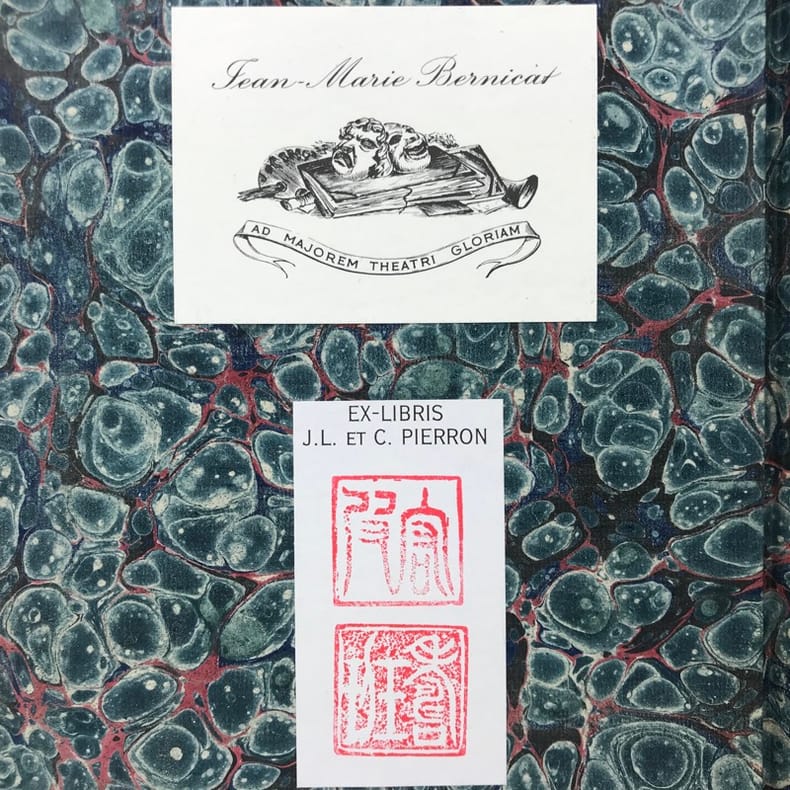 Jean-Marie Bernicat
AD MAJOREM THEATRI GLORIAM
EX-LIBRIS
J.L. ET C. PIERRON